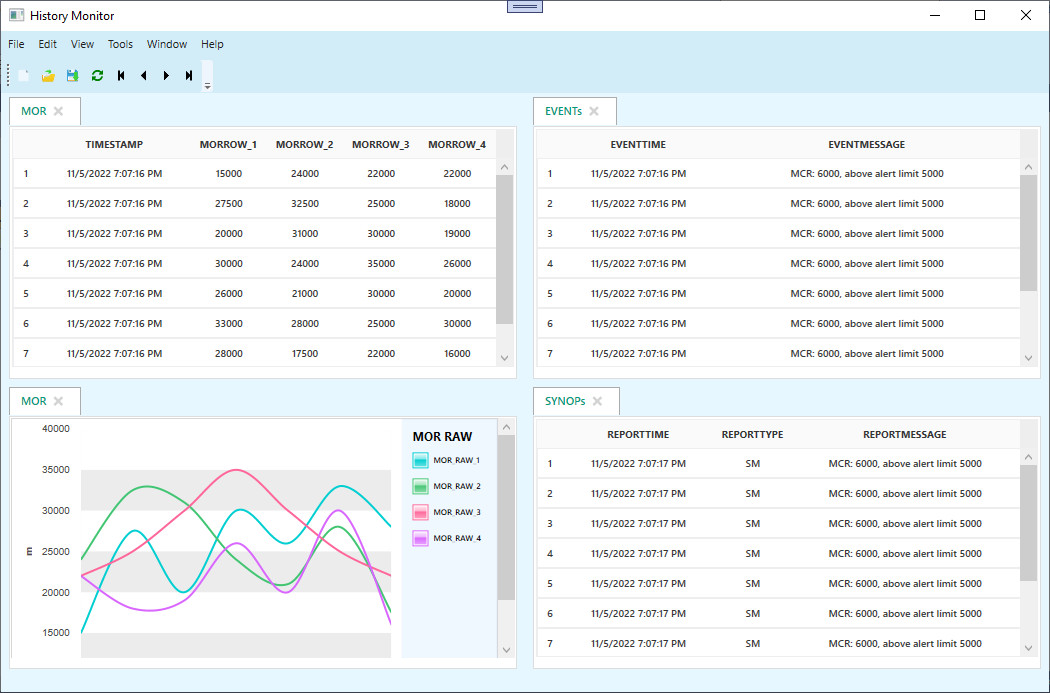 History Monitor
File Edit View Tools Window Help
MOR
TIMESTAMP MORROW_1 MORROW_2 MORROW_3 MORROW_4
1 11/5/2022 7:07:16 PM 15000 24000 22000 22000
2 11/5/2022 7:07:16 PM 27500 32500 25000 18000
3 11/5/2022 7:07:16 PM 20000 31000 30000 19000
4 11/5/2022 7:07:16 PM 30000 24000 35000 26000
5 11/5/2022 7:07:16 PM 26000 21000 30000 20000
6 11/5/2022 7:07:16 PM 33000 28000 25000 30000
7 11/5/2022 7:07:16 PM 28000 17500 22000 16000
EVENTs
EVENTTIME EVENTMESSAGE
1 11/5/2022 7:07:16 PM MCR: 6000, above alert limit 5000
2 11/5/2022 7:07:16 PM MCR: 6000, above alert limit 5000
3 11/5/2022 7:07:16 PM MCR: 6000, above alert limit 5000
4 11/5/2022 7:07:16 PM MCR: 6000, above alert limit 5000
5 11/5/2022 7:07:16 PM MCR: 6000, above alert limit 5000
6 11/5/2022 7:07:16 PM MCR: 6000, above alert limit 5000
7 11/5/2022 7:07:16 PM MCR: 6000, above alert limit 5000
MOR
40000
35000
30000
25000
20000
15000
m
MOR RAW
MOR_RAW_1
MOR_RAW_2
MOR_RAW_3
MOR_RAW_4
SYNOPs
REPORTTIME REPORTTYPE REPORTMESSAGE
1 11/5/2022 7:07:17 PM SM MCR: 6000, above alert limit 5000
2 11/5/2022 7:07:17 PM SM MCR: 6000, above alert limit 5000
3 11/5/2022 7:07:17 PM SM MCR: 6000, above alert limit 5000
4 11/5/2022 7:07:17 PM SM MCR: 6000, above alert limit 5000
5 11/5/2022 7:07:17 PM SM MCR: 6000, above alert limit 5000
6 11/5/2022 7:07:17 PM SM MCR: 6000, above alert limit 5000
7 11/5/2022 7:07:17 PM SM MCR: 6000, above alert limit 5000